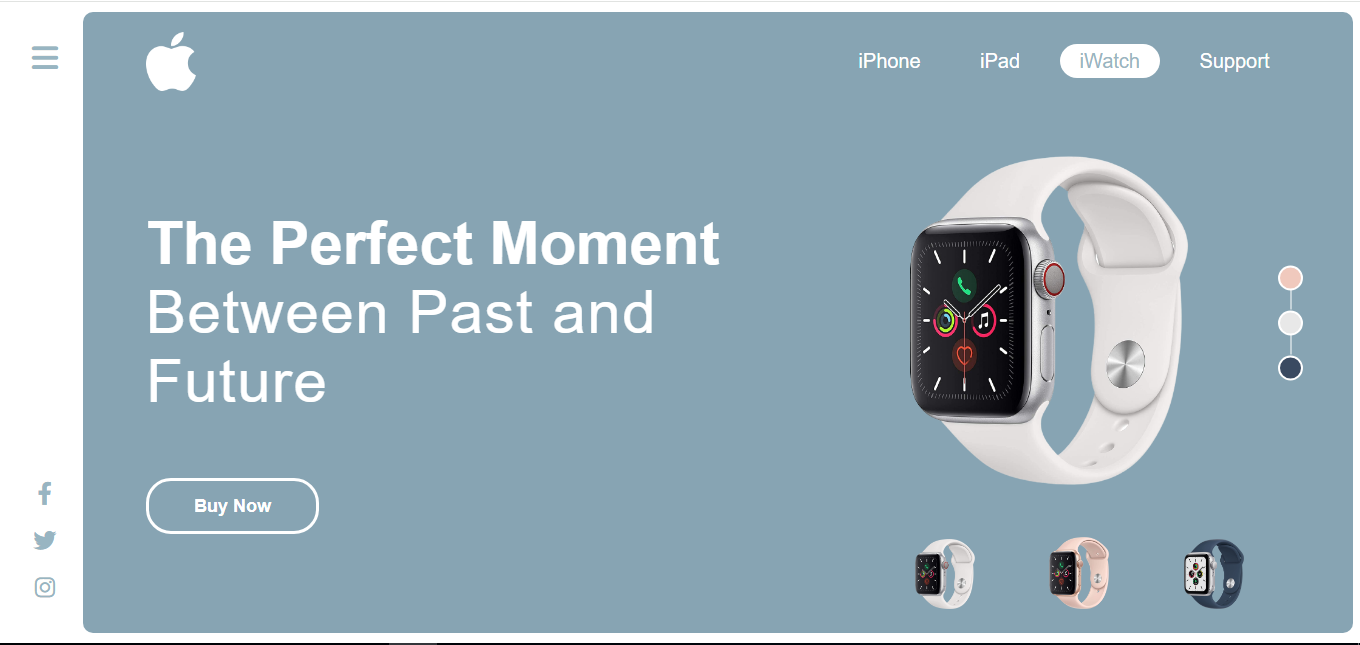 iPhone
iPad
iWatch
Support
The Perfect Moment
Between Past and
Future
Buy Now